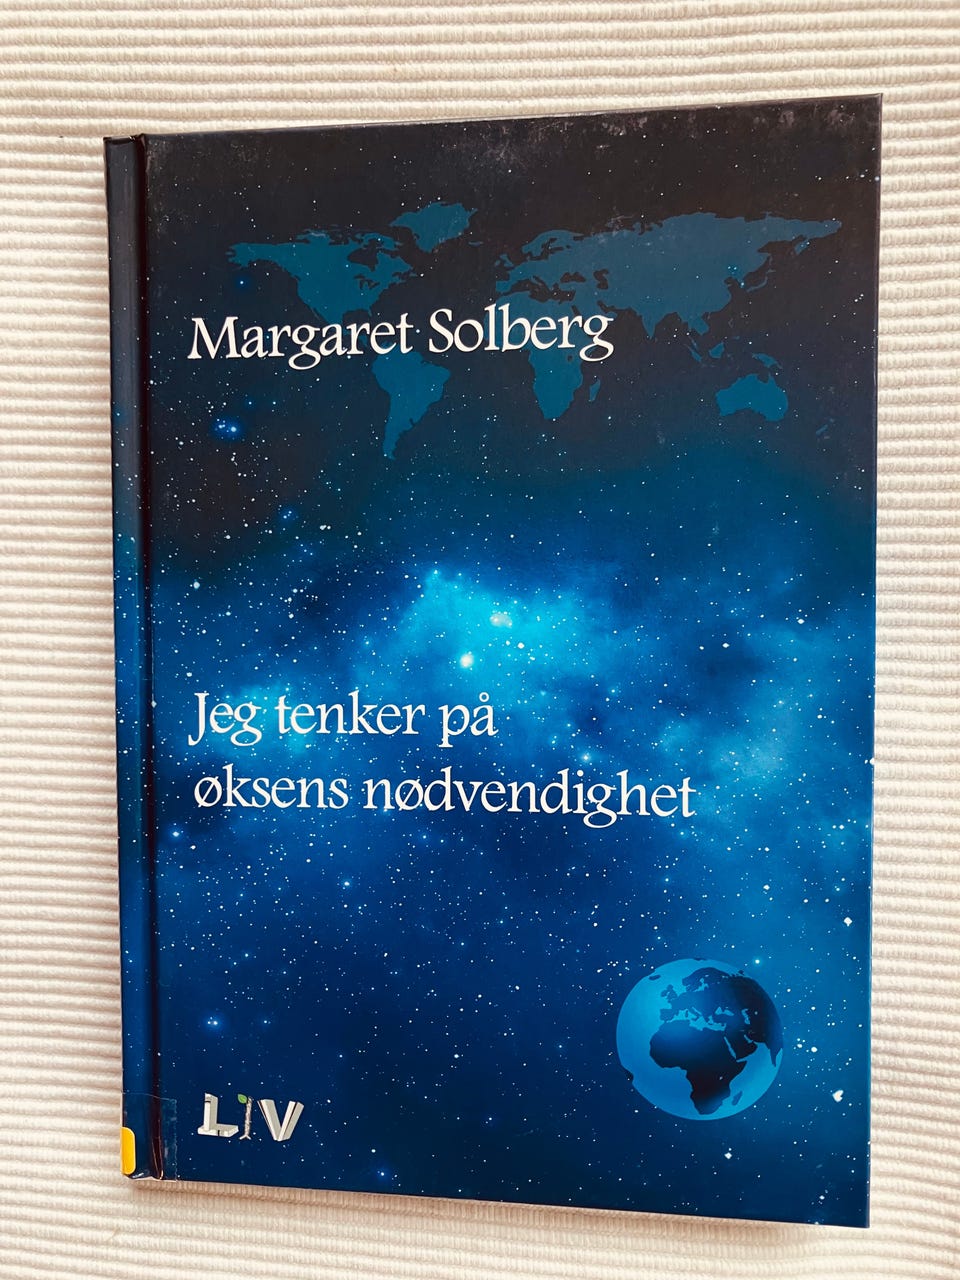 Margaret Solberg
Jeg tenker på
øksens nødvendighet
LIV